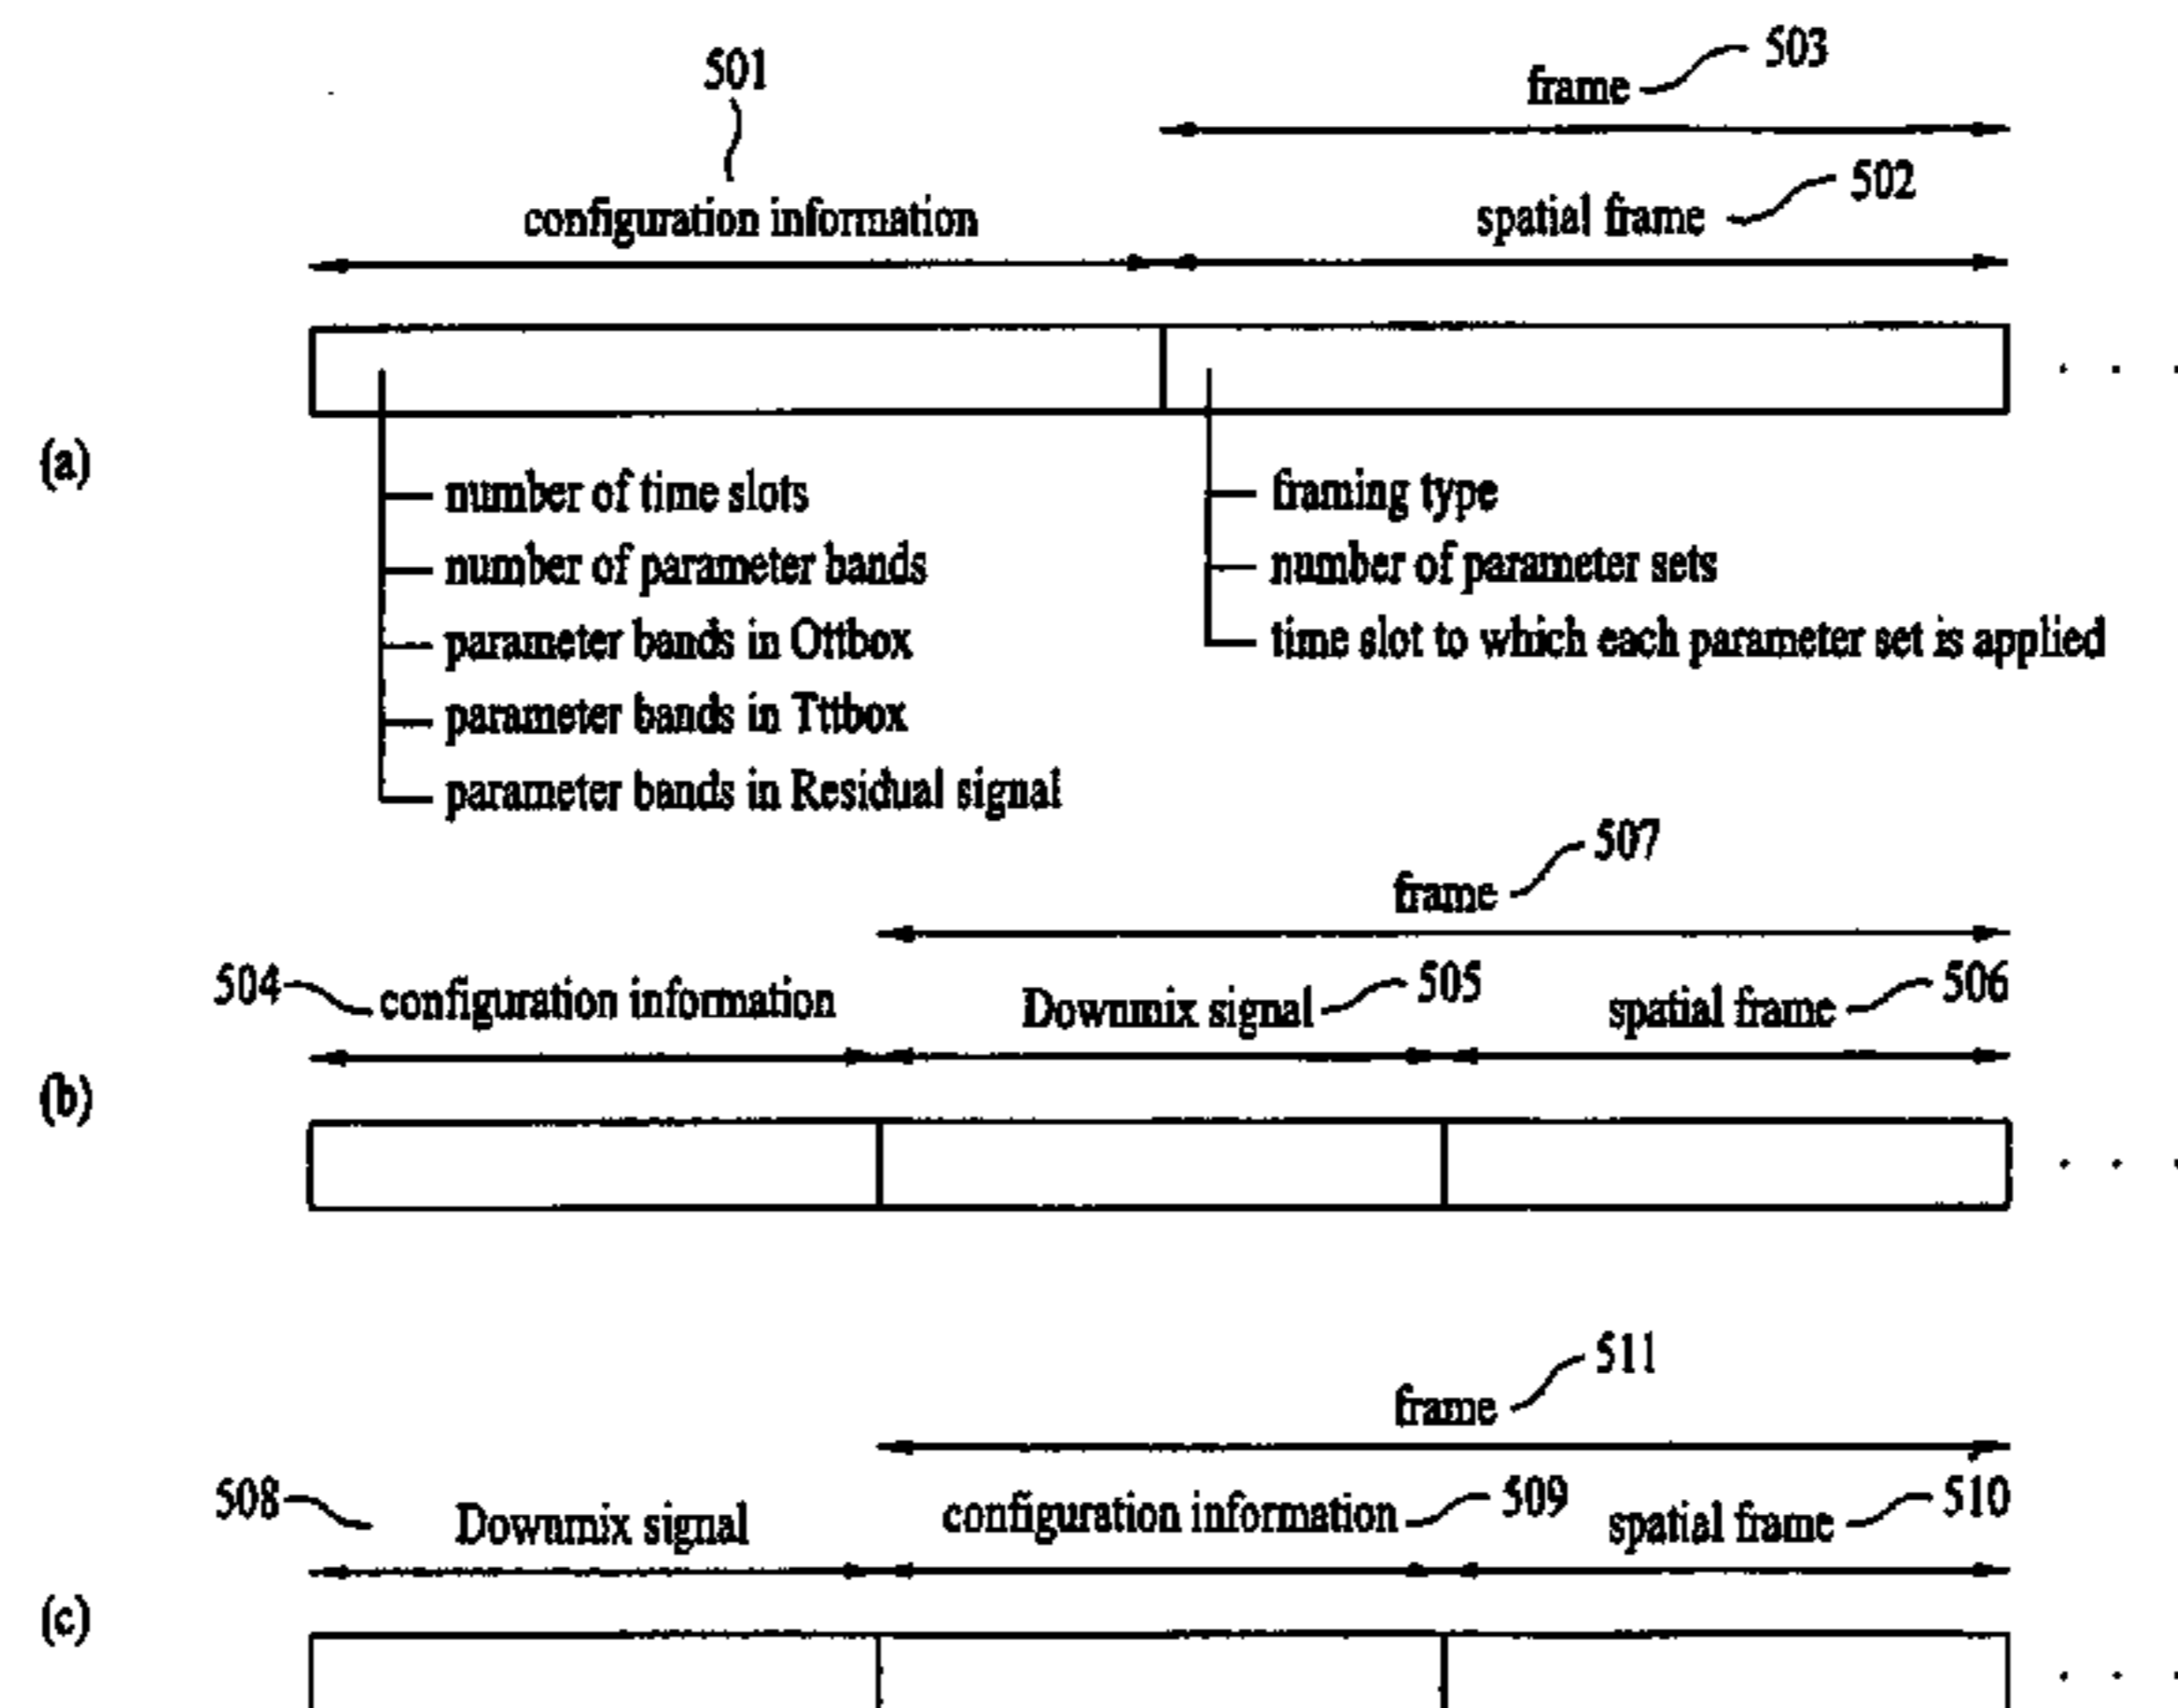 501
frame 503
configuration information
spatial frame 502
(a)
number of time slots
number of parameter bands
parameter bands in Ottbox
parameter bands in Tttbox
parameter bands in Residual signal
framing type
number of parameter sets
time slot to which each parameter set is applied
frame 507
504 configuration information
Downmix signal 505
spatial frame 506
(b)
frame 511
508 Downmix signal
configuration information 509
spatial frame 510
(c)